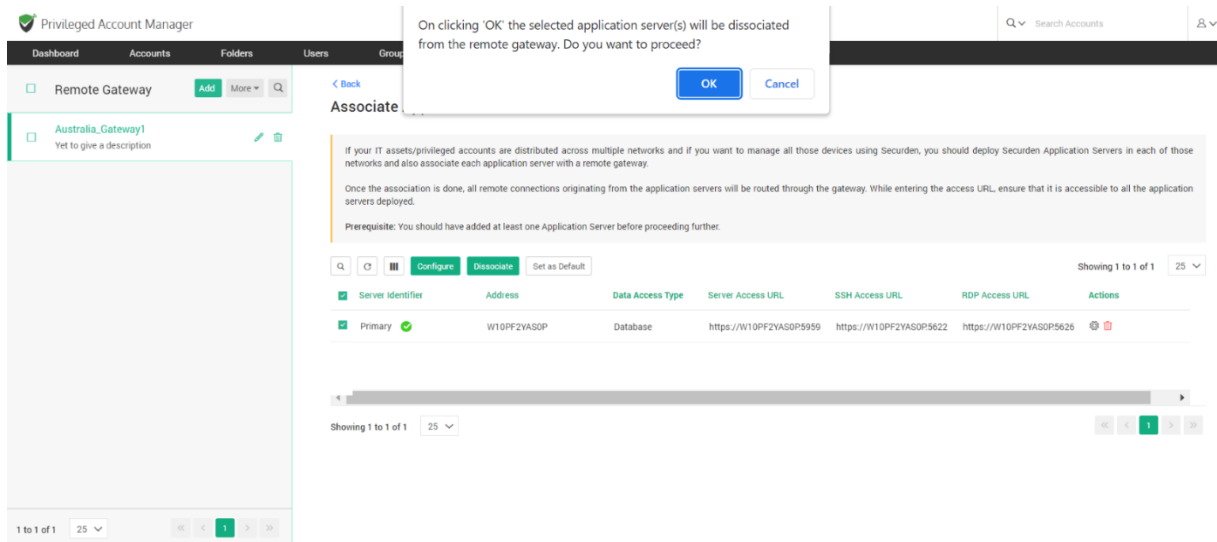 Privileged Account Manager
Search Accounts
On clicking 'OK' the selected application server(s) will be dissociated
from the remote gateway. Do you want to proceed?
OK Cancel
Dashboard Accounts Folders Users
Remote Gateway Add More
Australia_Gateway1
Yet to give a description
Back
Associate
If your IT assets/privileged accounts are distributed across multiple networks and if you want to manage all those devices using Securden, you should deploy Securden Application Servers in each of those
networks and also associate each application server with a remote gateway.
Once the association is done, all remote connections originating from the application servers will be routed through the gateway. While entering the access URL, ensure that it is accessible to all the application
servers deployed.
Prerequisite: You should have added at least one Application Server before proceeding further.
Configure Dissociate Set as Default Showing 1 to 1 of 1 25
Server Identifier Address Data Access Type Server Access URL SSH Access URL RDP Access URL Actions
Primary W10PF2YAS0P Database https://W10PF2YAS0P:5959 https://W10PF2YAS0P:5622 https://W10PF2YAS0P:5626
Showing 1 to 1 of 1 25 1
1 to 1 of 1 25 1